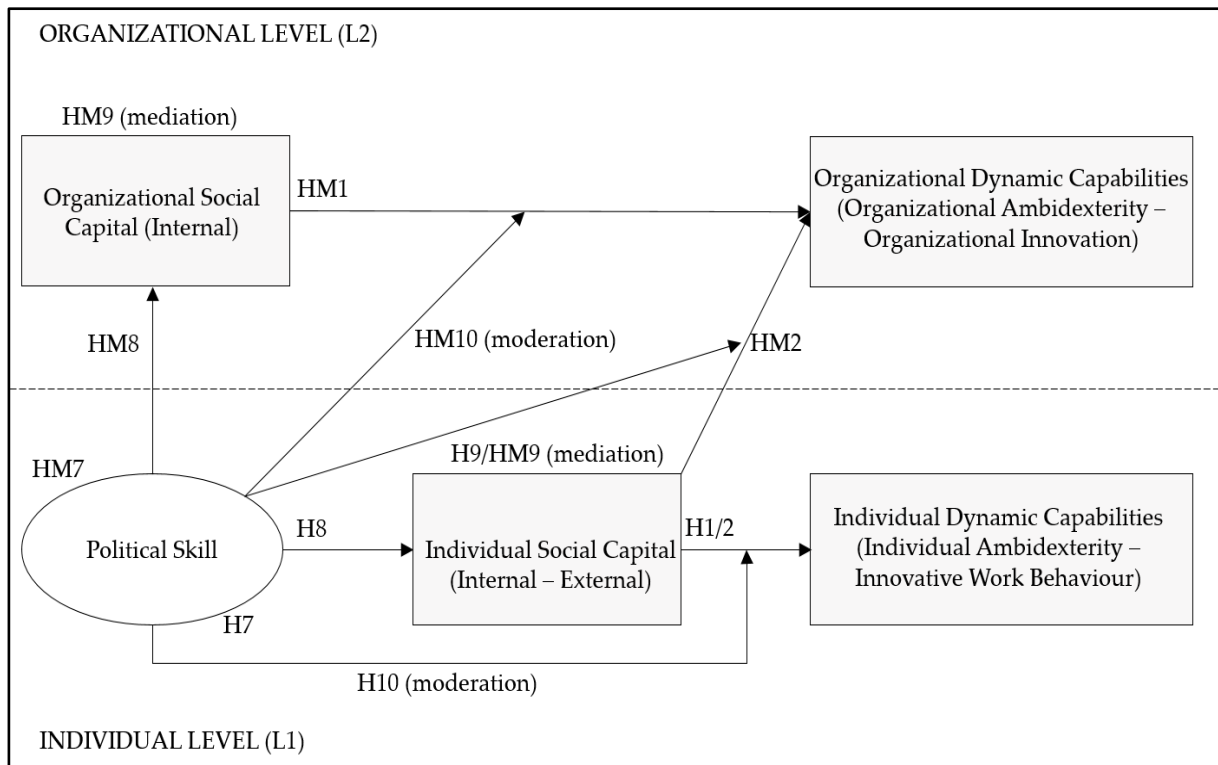 ORGANIZATIONAL LEVEL (L2)
HM9 (mediation)
Organizational Social
Capital (Internal)
HM1
Organizational Dynamic Capabilities
(Organizational Ambidexterity –
Organizational Innovation)
HM8
HM10 (moderation)
HM2
HM7
Political Skill
H7
H8
H9/HM9 (mediation)
Individual Social Capital
(Internal – External)
H1/2
Individual Dynamic Capabilities
(Individual Ambidexterity –
Innovative Work Behaviour)
H10 (moderation)
INDIVIDUAL LEVEL (L1)